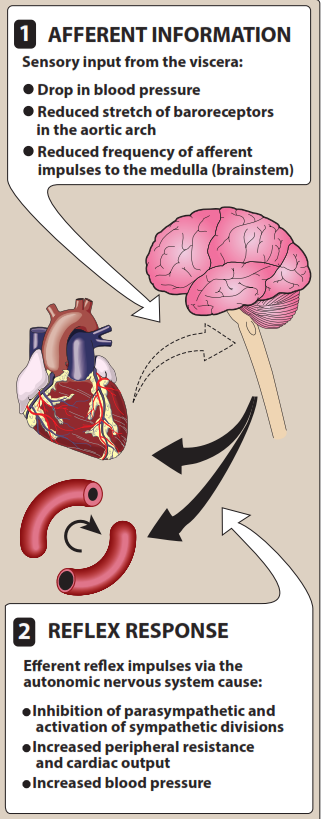 1 AFFERENT INFORMATION
Sensory input from the viscera:
● Drop in blood pressure
● Reduced stretch of baroreceptors
in the aortic arch
● Reduced frequency of afferent
impulses to the medulla (brainstem)
2 REFLEX RESPONSE
Efferent reflex impulses via the
autonomic nervous system cause:
● Inhibition of parasympathetic and
activation of sympathetic divisions
● Increased peripheral resistance
and cardiac output
● Increased blood pressure